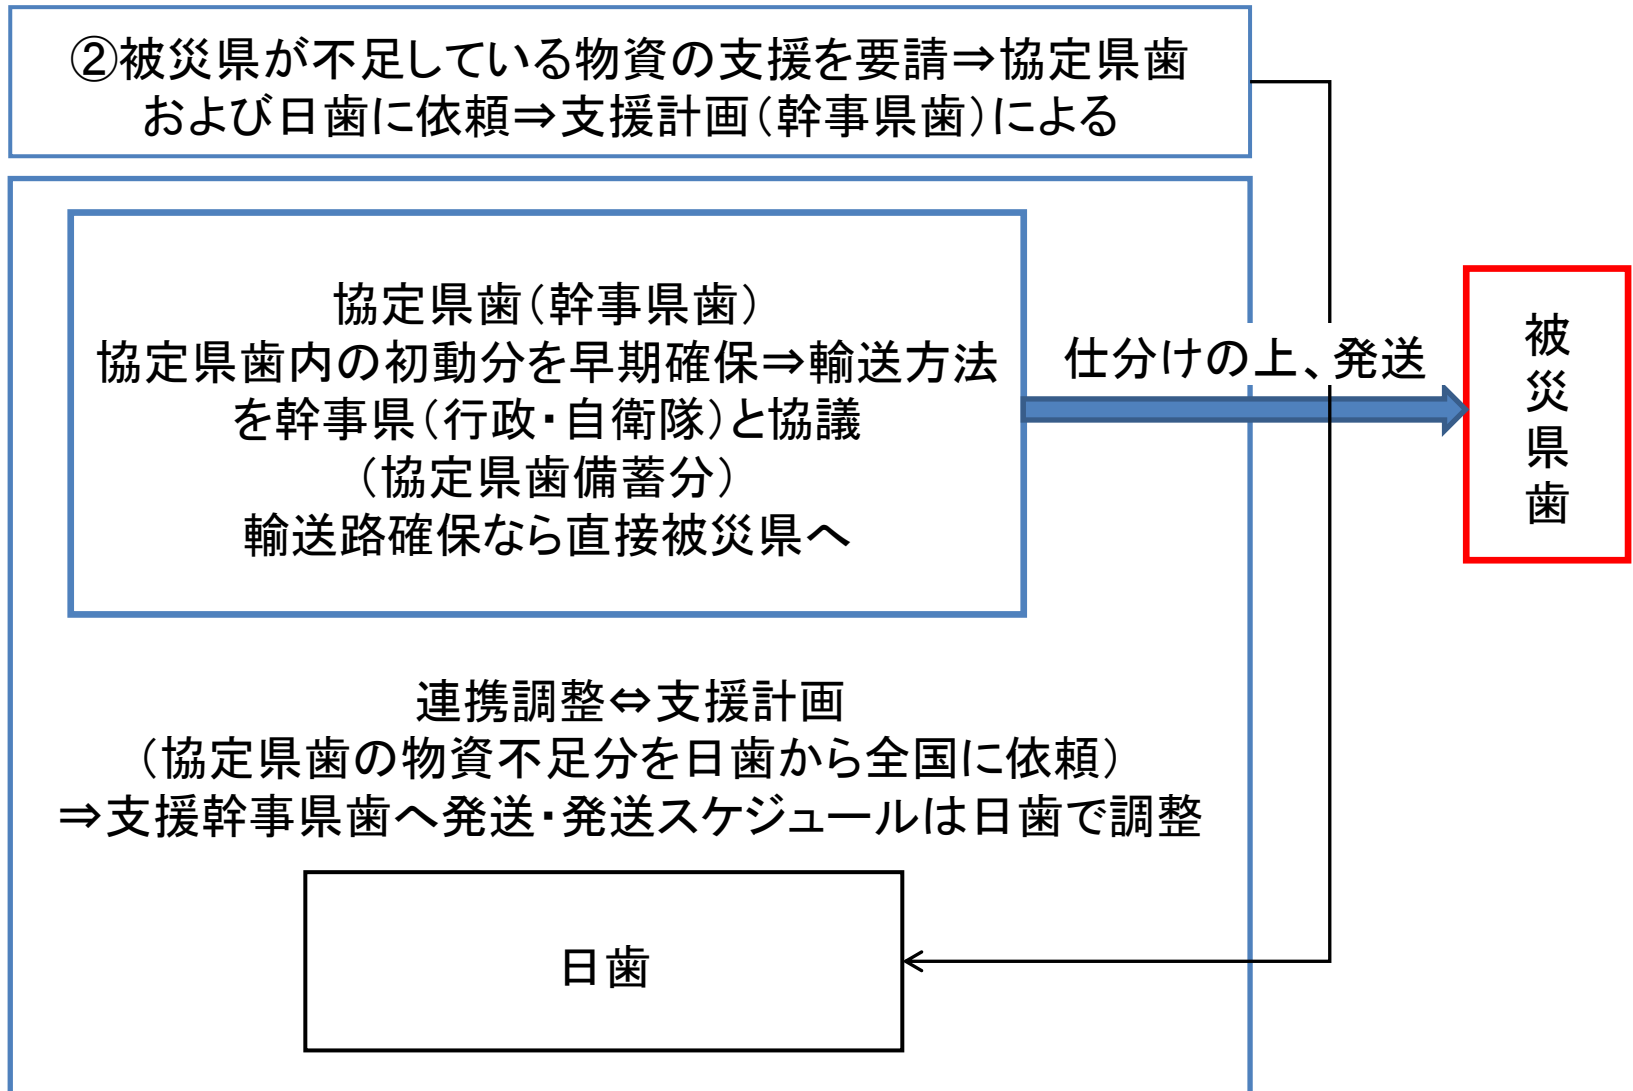 ②被災県が不足している物資の支援を要請⇒協定県歯
および日歯に依頼⇒支援計画（幹事県歯）による
協定県歯（幹事県歯）
協定県歯内の初動分を早期確保⇒輸送方法
を幹事県（行政・自衛隊）と協議
（協定県歯備蓄分）
輸送路確保なら直接被災県へ
仕分けの上、発送
被災県歯
連携調整⇔支援計画
（協定県歯の物資不足分を日歯から全国に依頼）
⇒支援幹事県歯へ発送・発送スケジュールは日歯で調整
日歯